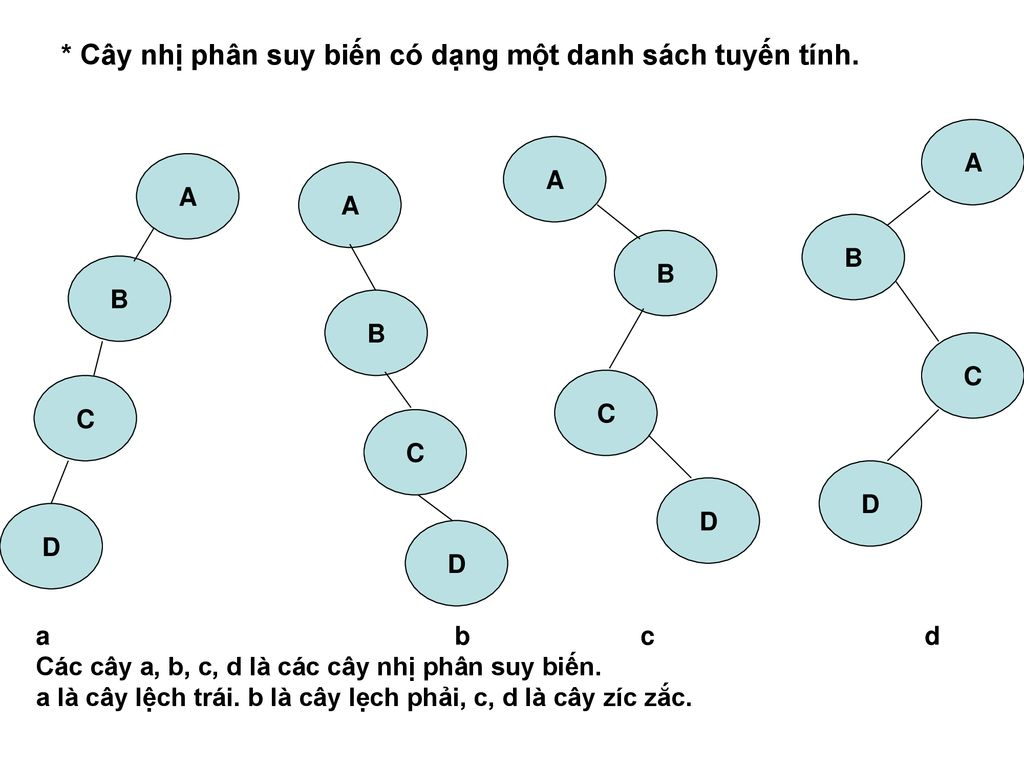 * Cây nhị phân suy biến có dạng một danh sách tuyến tính.
A
B
C
D
A
B
C
D
A
B
C
D
A
B
C
D
a b c d
Các cây a, b, c, d là các cây nhị phân suy biến.
a là cây lệch trái. b là cây lẹch phải, c, d là cây zíc zắc.